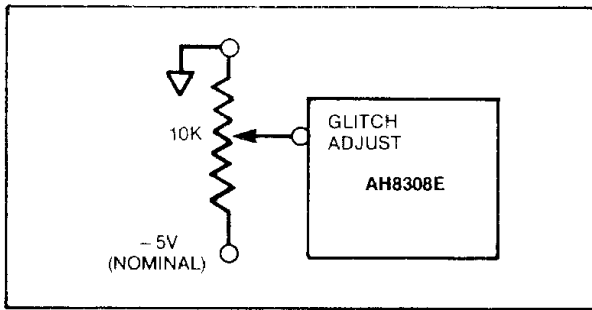 10K
GLITCH
ADJUST
AH8308E
–5V
(NOMINAL)